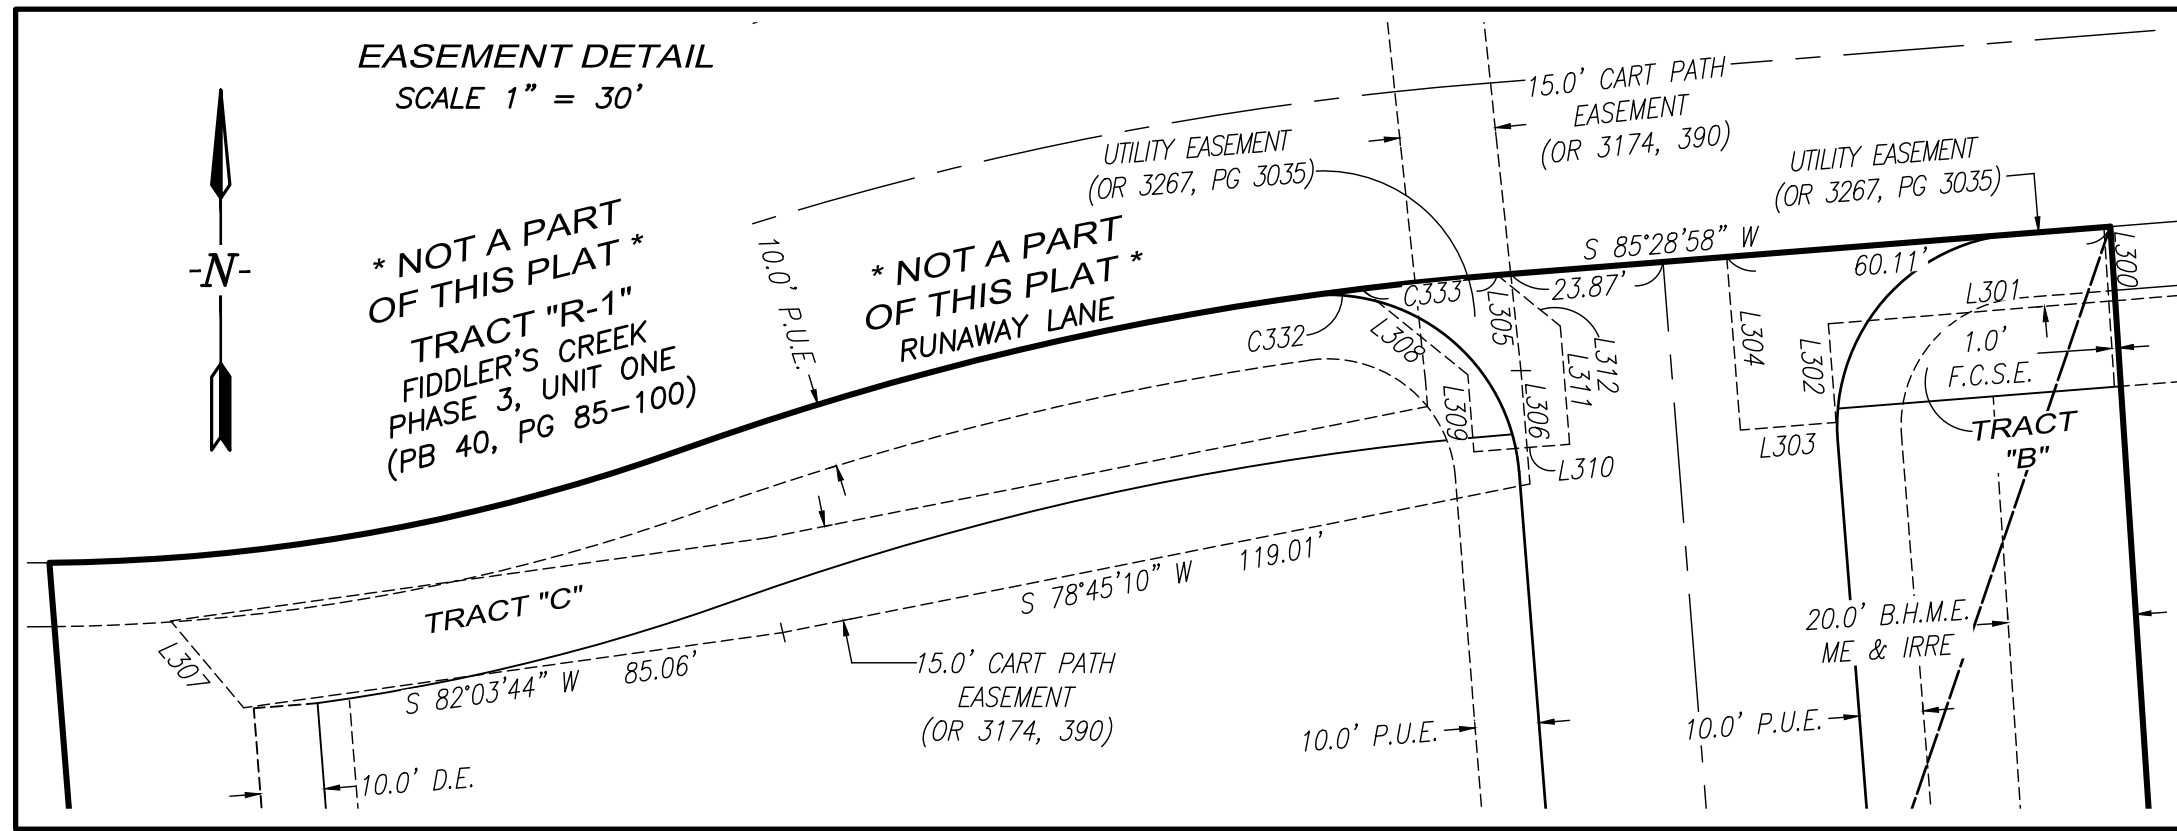 EASEMENT DETAIL
SCALE 1" = 30'
-N-
* NOT A PART
OF THIS PLAT *
TRACT "R-1"
FIDDLER'S CREEK
PHASE 3, UNIT ONE
(PB 40, PG 85-100)
10.0' P.U.E.
* NOT A PART
OF THIS PLAT *
RUNAWAY LANE
UTILITY EASEMENT
(OR 3267, PG 3035)
15.0' CART PATH
EASEMENT
(OR 3174, 390)
UTILITY EASEMENT
(OR 3267, PG 3035)
S 85°28'58" W
23.87'
60.11'
C333
C332
L308
L305
L309
L306
L311
L312
L310
L304
L303
L302
L301
L300
1.0'
F.C.S.E.
TRACT
"B"
TRACT "C"
L307
S 82°03'44" W 85.06'
S 78°45'10" W 119.01'
15.0' CART PATH
EASEMENT
(OR 3174, 390)
10.0' D.E.
10.0' P.U.E.
10.0' P.U.E.
20.0' B.H.M.E.
ME & IRRE